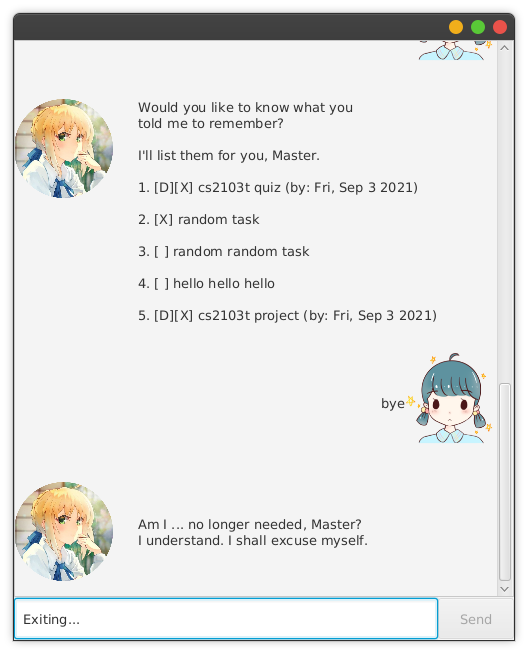 Would you like to know what you
told me to remember?
I'll list them for you, Master.
1. [D][X] cs2103t quiz (by: Fri, Sep 3 2021)
2. [X] random task
3. [ ] random random task
4. [ ] hello hello hello
5. [D][X] cs2103t project (by: Fri, Sep 3 2021)
bye
Am I ... no longer needed, Master?
I understand. I shall excuse myself.
Exiting...
Send